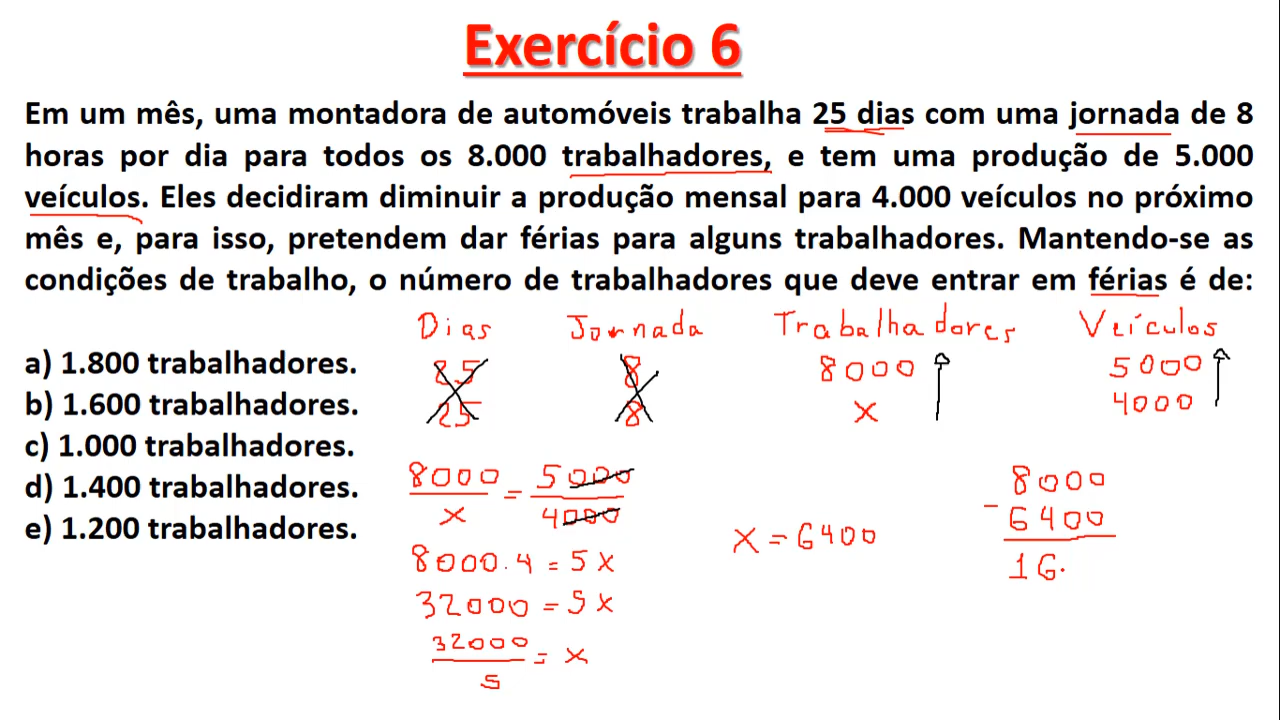 Exercício 6
Em um mês, uma montadora de automóveis trabalha 25 dias com uma jornada de 8
horas por dia para todos os 8.000 trabalhadores, e tem uma produção de 5.000
veículos. Eles decidiram diminuir a produção mensal para 4.000 veículos no próximo
mês e, para isso, pretendem dar férias para alguns trabalhadores. Mantendo-se as
condições de trabalho, o número de trabalhadores que deve entrar em férias é de:
a) 1.800 trabalhadores.
b) 1.600 trabalhadores.
c) 1.000 trabalhadores.
d) 1.400 trabalhadores.
e) 1.200 trabalhadores.
Dias Jornada Trabalhadores Veículos
25 8 8000 5000
25 8 x 4000
8000 = 5000
x 4000
8000.4 = 5x
32000 = 5x
32000 = x
5
x = 6400
8000
- 6400
16.